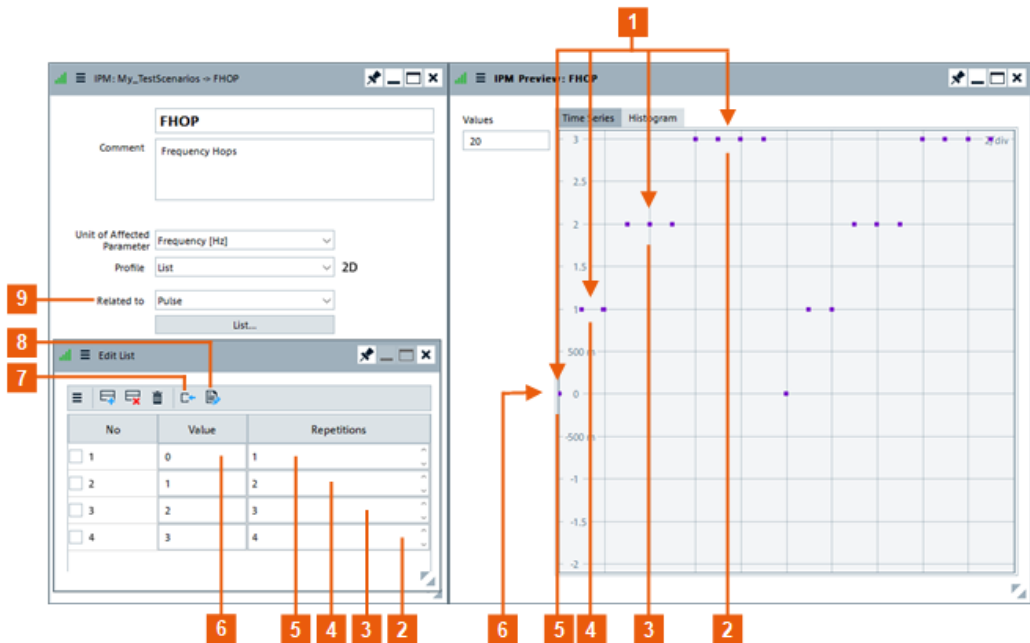 1
IPM: My_TestScenarios -> FHOP
FHOP
Comment
Frequency Hops
Unit of Affected
Parameter
Frequency [Hz]
Profile
List
2D
9
Related to
Pulse
List...
8
Edit List
7
No
Value
Repetitions
1
0
1
2
1
2
3
2
3
4
3
4
6
5
4
3
2
IPM Preview: FHOP
Values
20
Time Series
Histogram
2/div
3
2.5
2
1.5
1
500 m
0
-500 m
-1
-1.5
-2
6
6
5
4
3
2